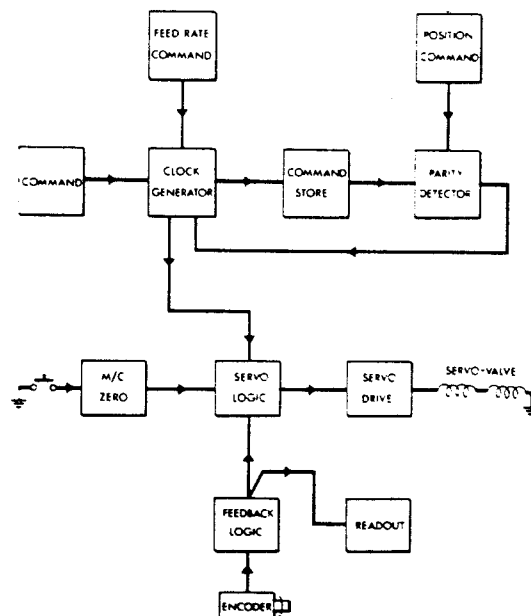 FEED RATE
COMMAND
POSITION
COMMAND
COMMAND
CLOCK
GENERATOR
COMMAND
STORE
PARITY
DETECTOR
M/C
ZERO
SERVO
LOGIC
SERVO
DRIVE
SERVO-VALVE
FEEDBACK
LOGIC
READOUT
ENCODER